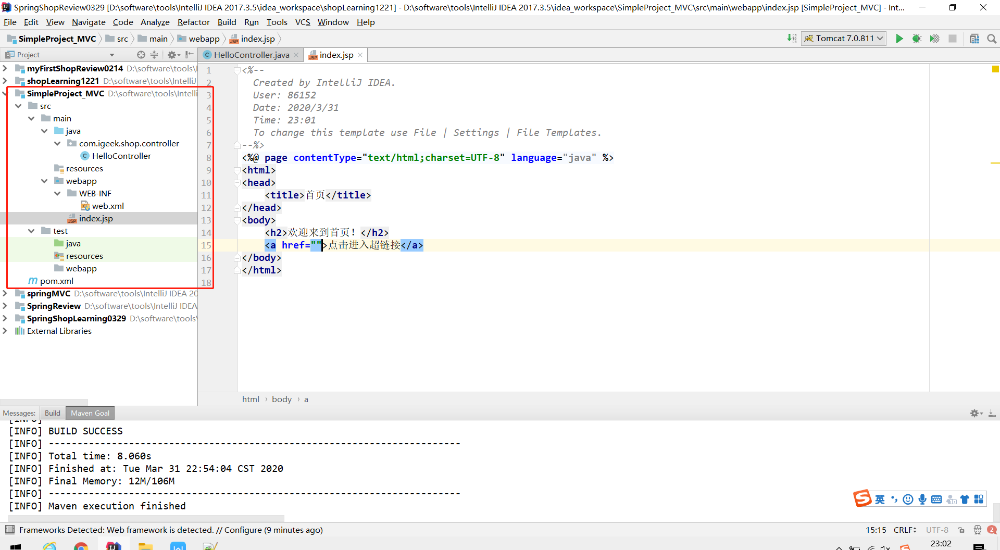 SpringShopReview0329 [D:\software\tools\IntelliJ IDEA 2017.3.5\idea_workspace\shopLearning1221] - D:\software\tools\IntelliJ IDEA 2017.3.5\idea_workspace\SimpleProject_MVC\src\main\webapp\index.jsp [SimpleProject_MVC] - Int...
File Edit View Navigate Code Analyze Refactor Build Run Tools VCS Window Help
SimpleProject_MVC src main webapp index.jsp
Tomcat 7.0.811
Project
HelloController.java index.jsp
myFirstShopReview0214 D:\software\tools\I
shopLearning1221 D:\software\tools\IntelliJ
SimpleProject_MVC D:\software\tools\Intelli
src
main
java
com.igeek.shop.controller
HelloController
resources
webapp
WEB-INF
web.xml
index.jsp
test
java
resources
webapp
pom.xml
springMVC D:\software\tools\IntelliJ IDEA 20
SpringReview D:\software\tools\IntelliJ IDEA
SpringShopLearning0329 D:\software\tools\
External Libraries
1 <%--
2 Created by IntelliJ IDEA.
3 User: 86152
4 Date: 2020/3/31
5 Time: 23:01
6 To change this template use File | Settings | File Templates.
7 --%>
8 <%@ page contentType="text/html;charset=UTF-8" language="java" %>
9 <html>
10 <head>
11 <title>首页</title>
12 </head>
13 <body>
14 <h2>欢迎来到首页！</h2>
15 <a href="">点击进入超链接</a>
16 </body>
17 </html>
18
html › body › a
Messages: Build Maven Goal
[INFO]
[INFO] BUILD SUCCESS
[INFO] ------------------------------------------------------------------------
[INFO] Total time: 8.060s
[INFO] Finished at: Tue Mar 31 22:54:04 CST 2020
[INFO] Final Memory: 12M/106M
[INFO] ------------------------------------------------------------------------
[INFO] Maven execution finished
英
Frameworks Detected: Web framework is detected. // Configure (9 minutes ago)
15:15 CRLF UTF-8 2
23:02